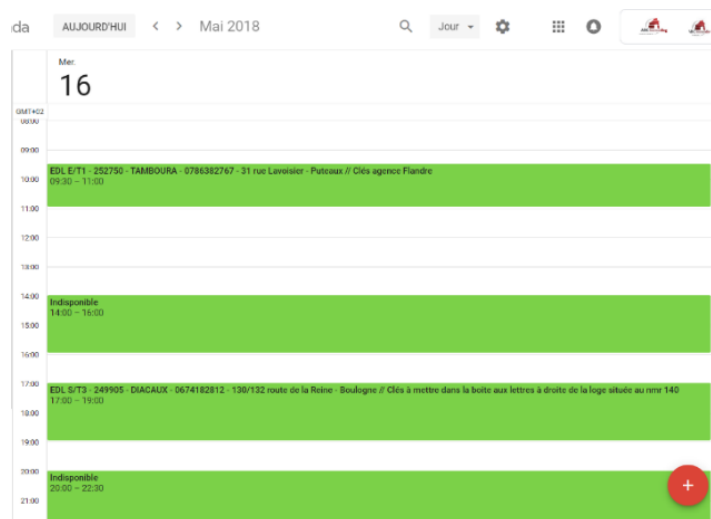 da AUJOURD'HUI < > Mai 2018 Jour
Mer.
16
GMT+02
08:00
09:00
EDL E/T1 - 252750 - TAMBOURA - 0786382767 - 31 rue Lavoisier - Puteaux // Clés agence Flandre
10:00 09:30 – 11:00
11:00
12:00
13:00
14:00 Indisponible
14:00 – 16:00
15:00
16:00
17:00 EDL S/T3 - 249905 - DIACAUX - 0674182812 - 130/132 route de la Reine - Boulogne // Clés à mettre dans la boite aux lettres à droite de la loge située au nmr 140
17:00 – 19:00
18:00
19:00
20:00 Indisponible
20:00 – 22:30
21:00